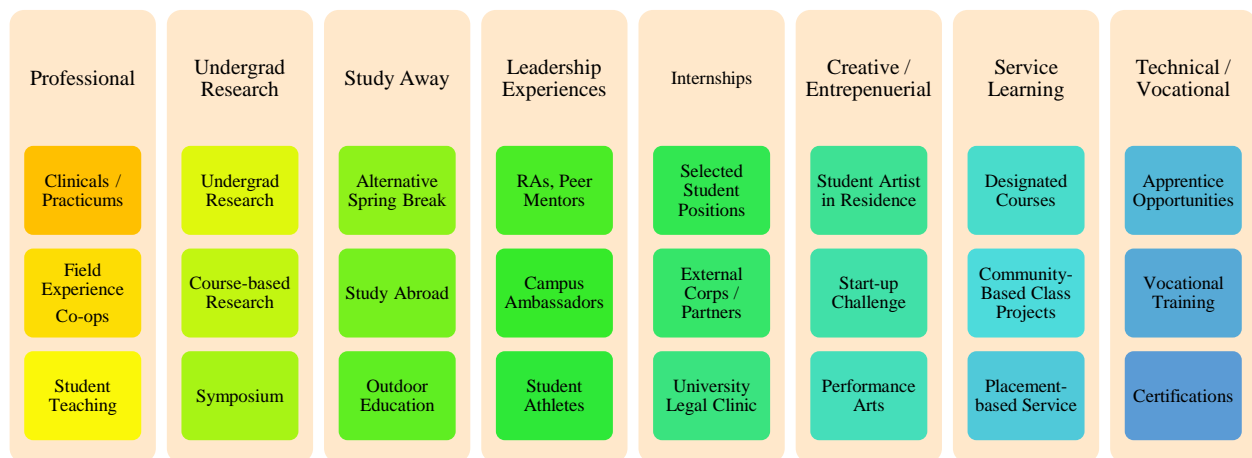 Professional
Undergrad
Research
Study Away
Leadership
Experiences
Internships
Creative /
Entrepenuerial
Service
Learning
Technical /
Vocational
Clinicals /
Practicums
Undergrad
Research
Alternative
Spring Break
RAs, Peer
Mentors
Selected
Student
Positions
Student Artist
in Residence
Designated
Courses
Apprentice
Opportunities
Field
Experience
Co-ops
Course-based
Research
Study Abroad
Campus
Ambassadors
External
Corps /
Partners
Start-up
Challenge
Community-
Based Class
Projects
Vocational
Training
Student
Teaching
Symposium
Outdoor
Education
Student
Athletes
University
Legal Clinic
Performance
Arts
Placement-
based Service
Certifications